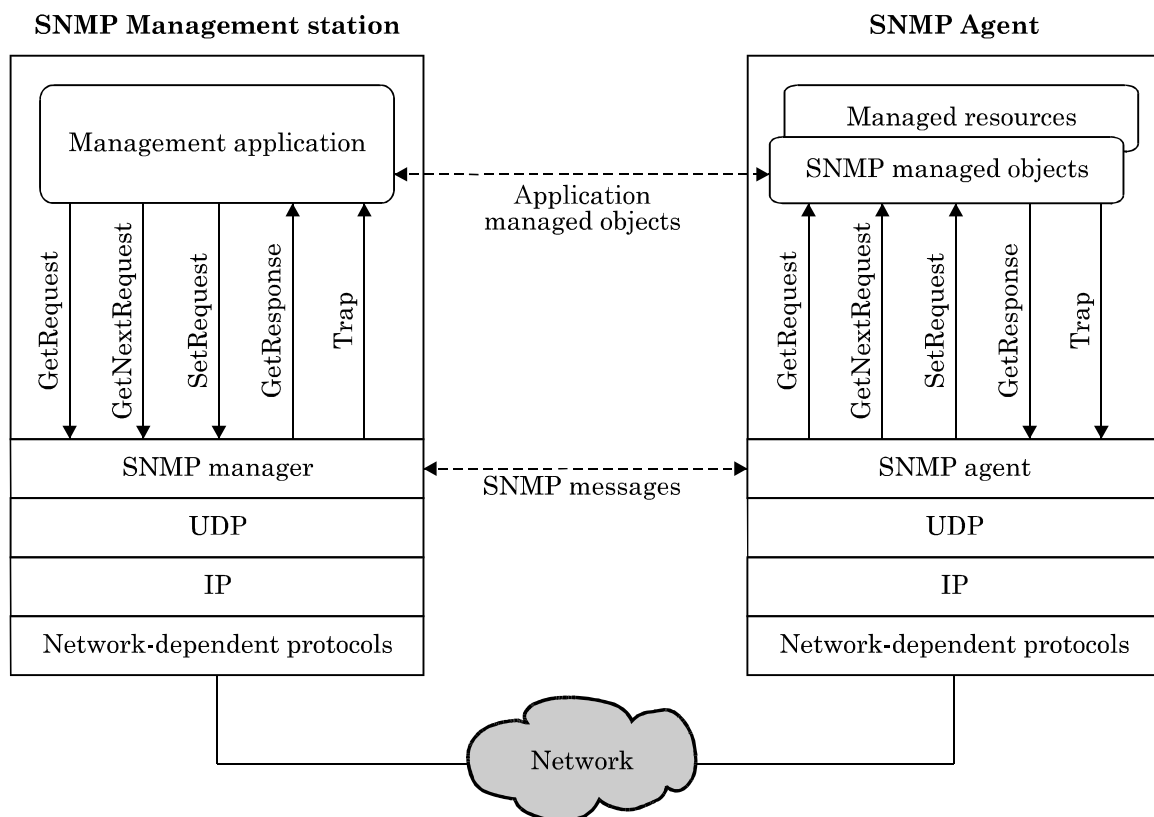 SNMP Management station
SNMP Agent
Management application
Managed resources
SNMP managed objects
Application
managed objects
GetRequest
GetNextRequest
SetRequest
GetResponse
Trap
GetRequest
GetNextRequest
SetRequest
GetResponse
Trap
SNMP manager
SNMP messages
SNMP agent
UDP
UDP
IP
IP
Network-dependent protocols
Network-dependent protocols
Network